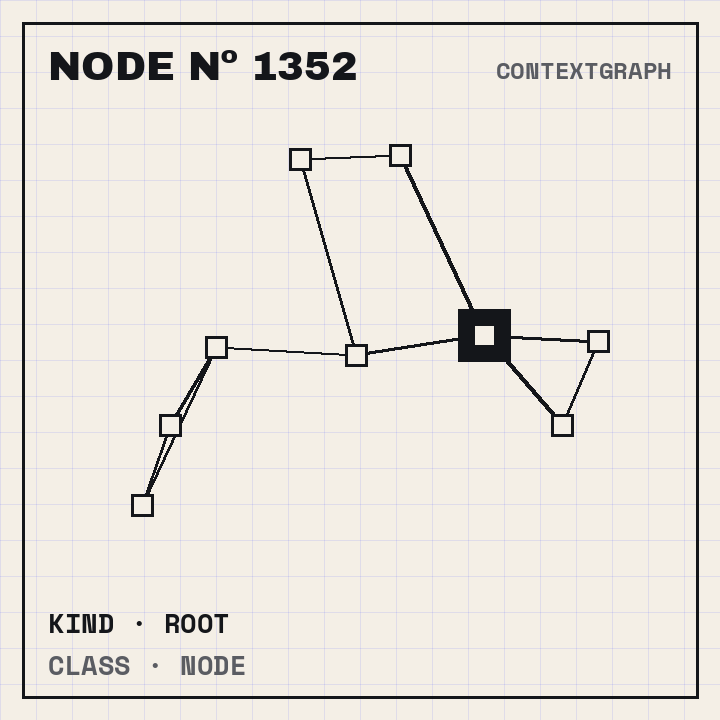 NODE Nº 1352
CONTEXTGRAPH
KIND · ROOT
CLASS · NODE